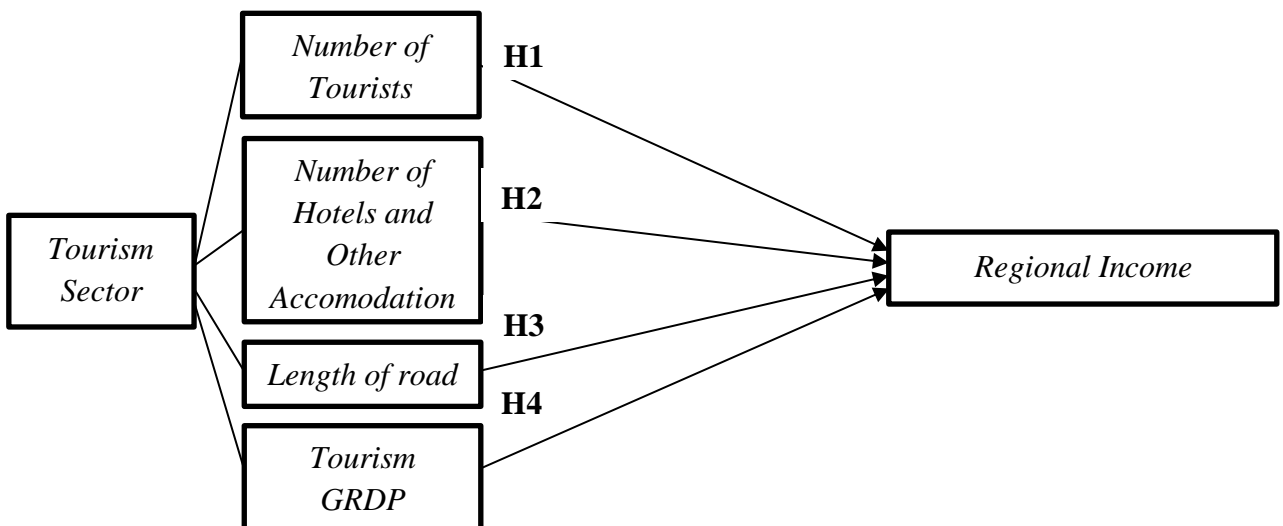 Tourism
Sector
Number of
Tourists
Number of
Hotels and
Other
Accomodation
Length of road
Tourism
GRDP
H1
H2
H3
H4
Regional Income